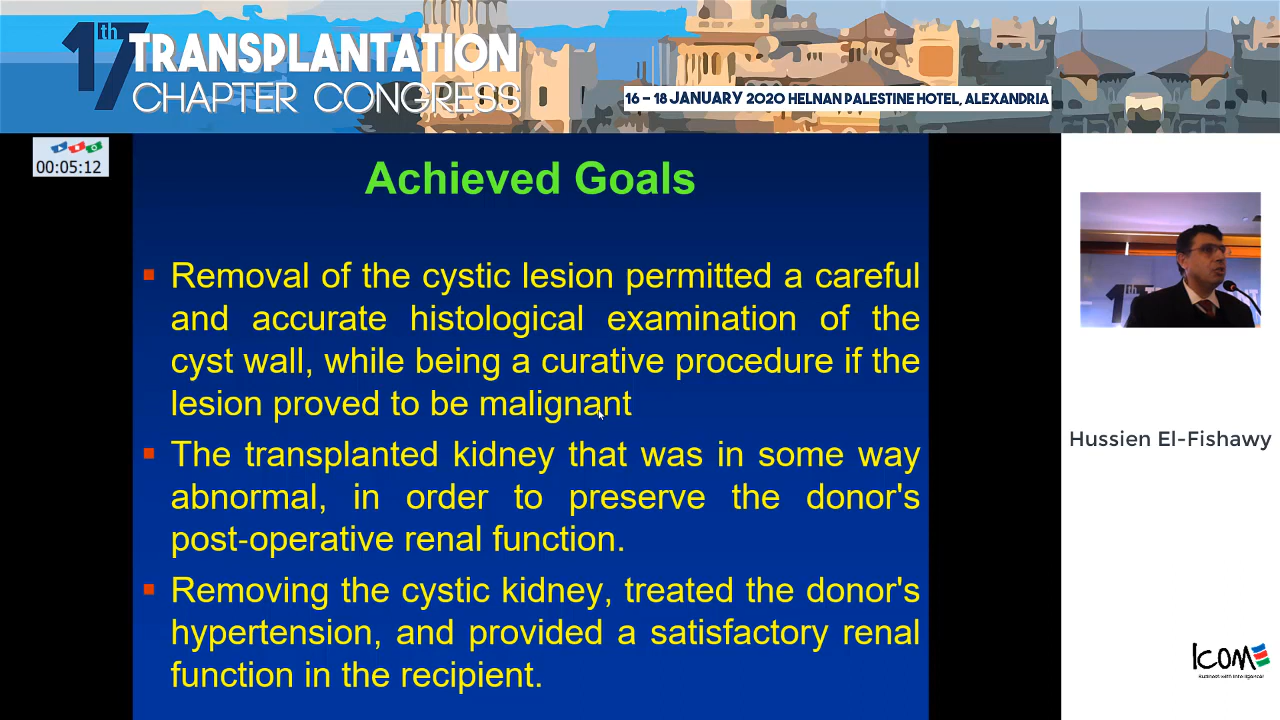 17th TRANSPLANTATION
CHAPTER CONGRESS
16 – 18 JANUARY 2020 HELNAN PALESTINE HOTEL, ALEXANDRIA
00:05:12
Achieved Goals
Removal of the cystic lesion permitted a careful
and accurate histological examination of the
cyst wall, while being a curative procedure if the
lesion proved to be malignant
The transplanted kidney that was in some way
abnormal, in order to preserve the donor's
post-operative renal function.
Removing the cystic kidney, treated the donor's
hypertension, and provided a satisfactory renal
function in the recipient.
Hussien El-Fishawy
ICOM